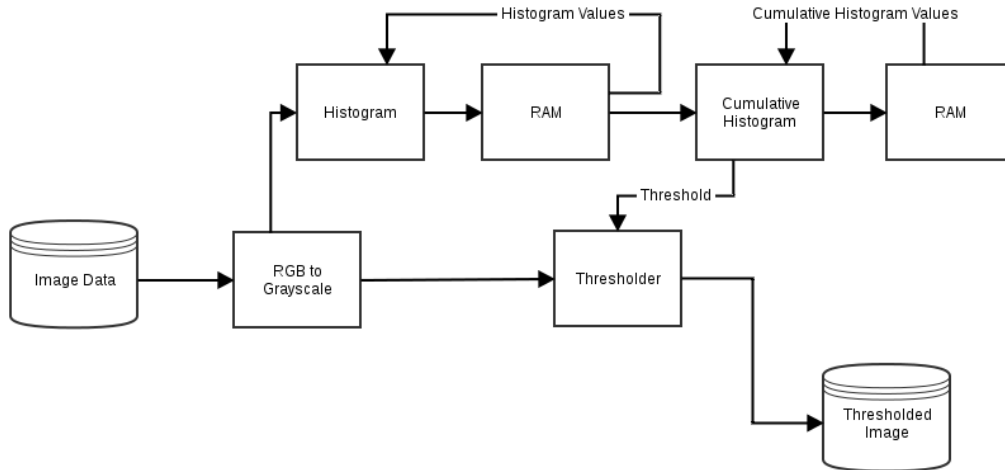 Histogram Values
Cumulative Histogram Values
Histogram
RAM
Cumulative
Histogram
RAM
Threshold
Image Data
RGB to
Grayscale
Thresholder
Thresholded
Image